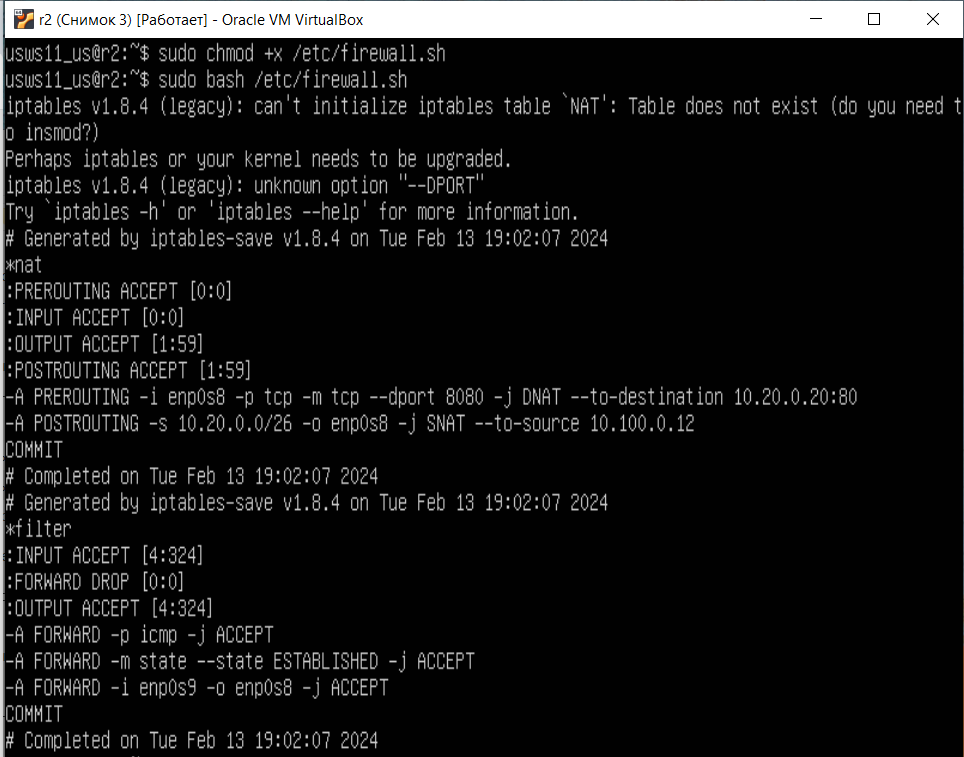 r2 (Снимок 3) [Работает] - Oracle VM VirtualBox
usws11_us@r2:~$ sudo chmod +x /etc/firewall.sh
usws11_us@r2:~$ sudo bash /etc/firewall.sh
iptables v1.8.4 (legacy): can't initialize iptables table `NAT': Table does not exist (do you need t
o insmod?)
Perhaps iptables or your kernel needs to be upgraded.
iptables v1.8.4 (legacy): unknown option "--DPORT"
Try `iptables -h' or 'iptables --help' for more information.
# Generated by iptables-save v1.8.4 on Tue Feb 13 19:02:07 2024
*nat
:PREROUTING ACCEPT [0:0]
:INPUT ACCEPT [0:0]
:OUTPUT ACCEPT [1:59]
:POSTROUTING ACCEPT [1:59]
-A PREROUTING -i enp0s8 -p tcp -m tcp --dport 8080 -j DNAT --to-destination 10.20.0.20:80
-A POSTROUTING -s 10.20.0.0/26 -o enp0s8 -j SNAT --to-source 10.100.0.12
COMMIT
# Completed on Tue Feb 13 19:02:07 2024
# Generated by iptables-save v1.8.4 on Tue Feb 13 19:02:07 2024
*filter
:INPUT ACCEPT [4:324]
:FORWARD DROP [0:0]
:OUTPUT ACCEPT [4:324]
-A FORWARD -p icmp -j ACCEPT
-A FORWARD -m state --state ESTABLISHED -j ACCEPT
-A FORWARD -i enp0s9 -o enp0s8 -j ACCEPT
COMMIT
# Completed on Tue Feb 13 19:02:07 2024